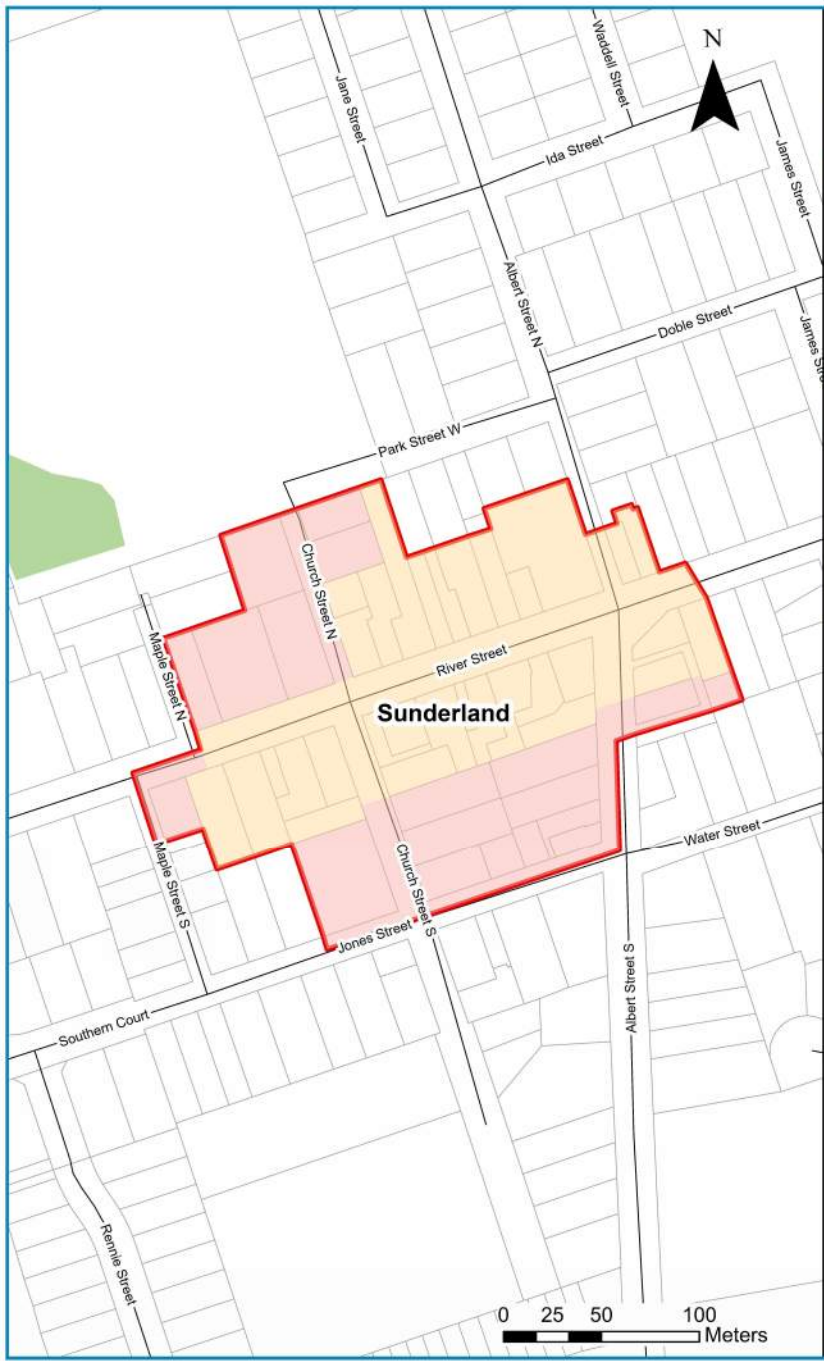 N
Waddell Street
Jane Street
Ida Street
James Street
Albert Street N
Doble Street
James Stre
Park Street W
Church Street N
Maple Street N
River Street
Sunderland
Water Street
Maple Street S
Church Street S
Jones Street
Albert Street S
Southern Court
Rennie Street
0 25 50 100
Meters